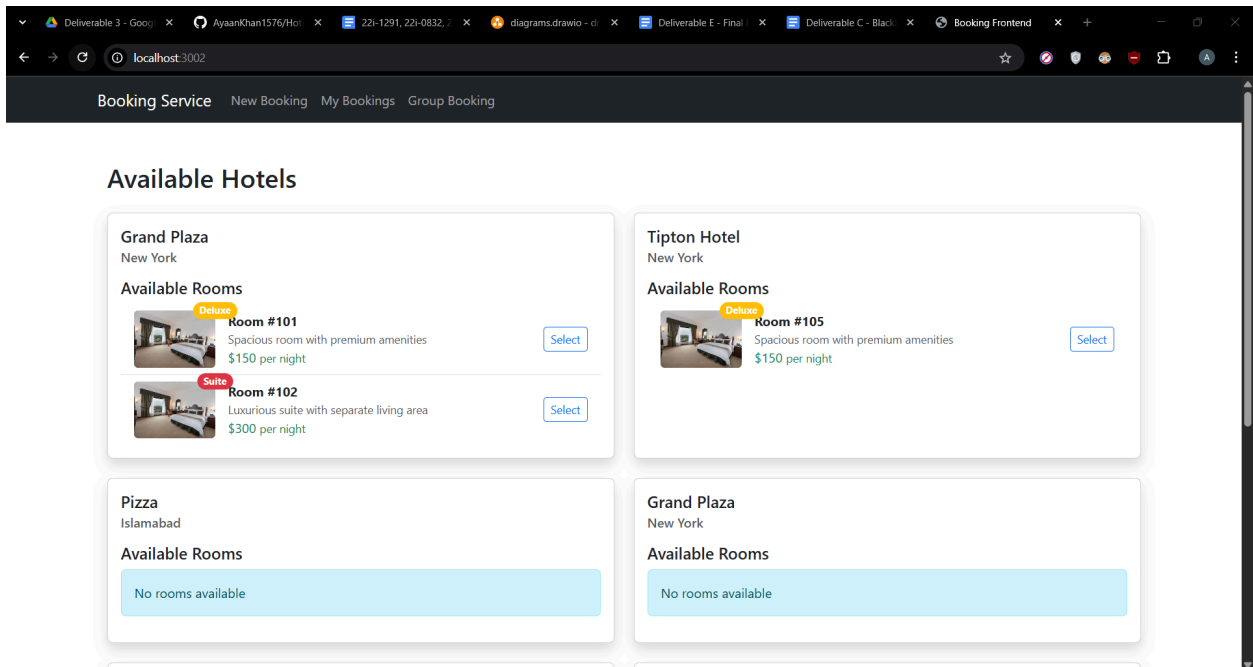 Deliverable 3 - Goog
AyaanKhan1576/Hot
22i-1291, 22i-0832, 2
diagrams.drawio - dr
Deliverable E - Final
Deliverable C - Black
Booking Frontend
localhost:3002
A
Booking Service New Booking My Bookings Group Booking
Available Hotels
Grand Plaza
New York
Available Rooms
Deluxe
Room #101
Spacious room with premium amenities
$150 per night
Select
Suite
Room #102
Luxurious suite with separate living area
$300 per night
Select
Tipton Hotel
New York
Available Rooms
Deluxe
Room #105
Spacious room with premium amenities
$150 per night
Select
Pizza
Islamabad
Available Rooms
No rooms available
Grand Plaza
New York
Available Rooms
No rooms available